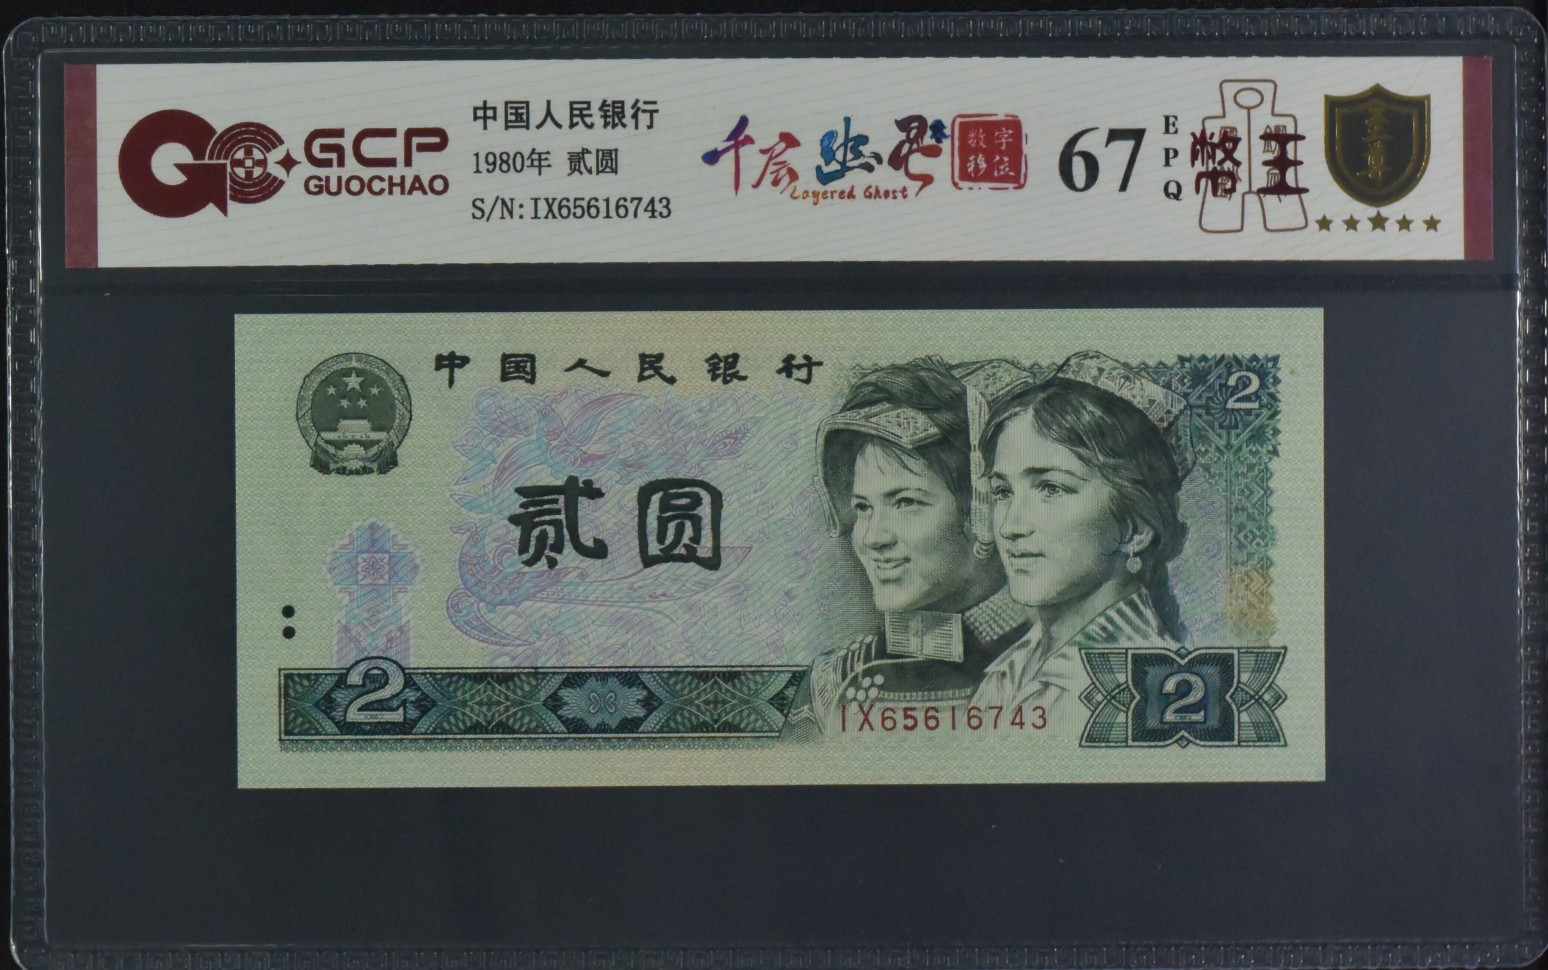 GCP
GUOCHAO
中国人民银行
1980年 贰圆
S/N:IX65616743
千层幽灵
Layered Ghost
数字
移位
67
EPQ
至尊
中国人民银行
2
贰圆
2
IX65616743
2